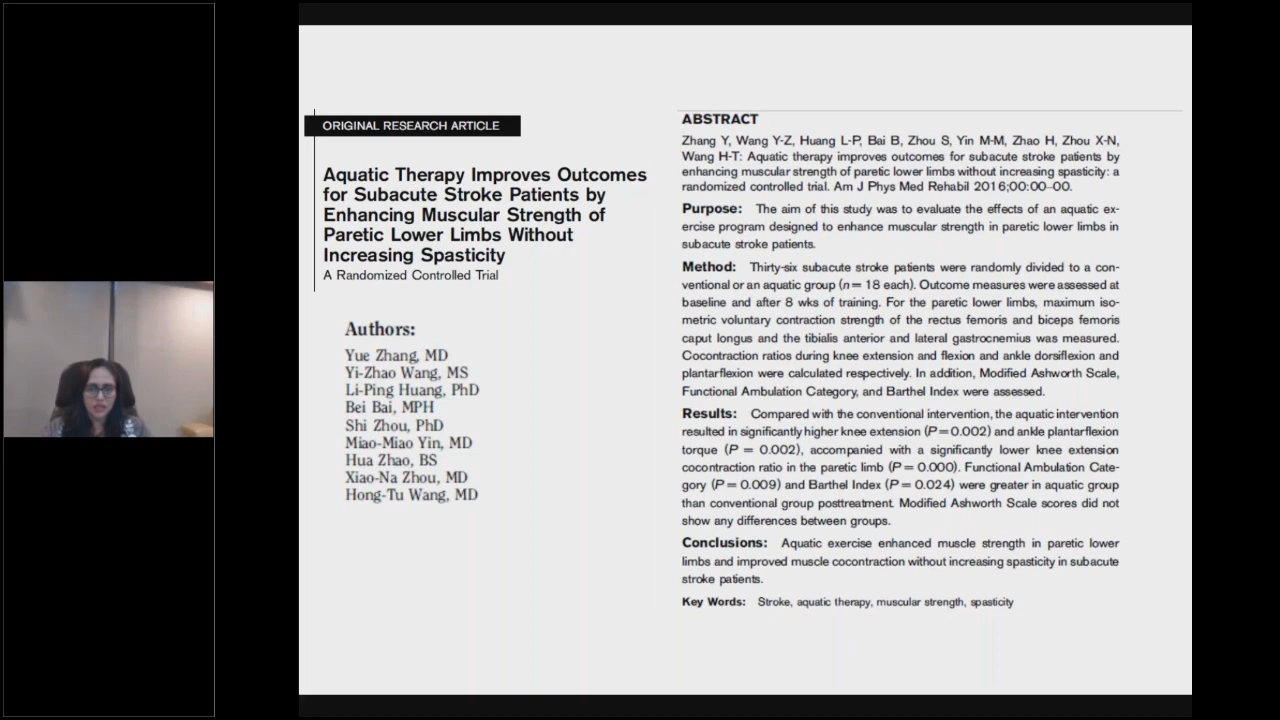 ORIGINAL RESEARCH ARTICLE
Aquatic Therapy Improves Outcomes
for Subacute Stroke Patients by
Enhancing Muscular Strength of
Paretic Lower Limbs Without
Increasing Spasticity
A Randomized Controlled Trial
Authors:
Yue Zhang, MD
Yi-Zhao Wang, MS
Li-Ping Huang, PhD
Bei Bai, MPH
Shi Zhou, PhD
Miao-Miao Yin, MD
Hua Zhao, BS
Xiao-Na Zhou, MD
Hong-Tu Wang, MD
ABSTRACT
Zhang Y, Wang Y-Z, Huang L-P, Bai B, Zhou S, Yin M-M, Zhao H, Zhou X-N,
Wang H-T: Aquatic therapy improves outcomes for subacute stroke patients by
enhancing muscular strength of paretic lower limbs without increasing spasticity: a
randomized controlled trial. Am J Phys Med Rehabil 2016;00:00–00.
Purpose: The aim of this study was to evaluate the effects of an aquatic ex-
ercise program designed to enhance muscular strength in paretic lower limbs in
subacute stroke patients.
Method: Thirty-six subacute stroke patients were randomly divided to a con-
ventional or an aquatic group (n = 18 each). Outcome measures were assessed at
baseline and after 8 wks of training. For the paretic lower limbs, maximum iso-
metric voluntary contraction strength of the rectus femoris and biceps femoris
caput longus and the tibialis anterior and lateral gastrocnemius was measured.
Cocontraction ratios during knee extension and flexion and ankle dorsiflexion and
plantarflexion were calculated respectively. In addition, Modified Ashworth Scale,
Functional Ambulation Category, and Barthel Index were assessed.
Results: Compared with the conventional intervention, the aquatic intervention
resulted in significantly higher knee extension (P = 0.002) and ankle plantarflexion
torque (P = 0.002), accompanied with a significantly lower knee extension
cocontraction ratio in the paretic limb (P = 0.000). Functional Ambulation Cate-
gory (P = 0.009) and Barthel Index (P = 0.024) were greater in aquatic group
than conventional group posttreatment. Modified Ashworth Scale scores did not
show any differences between groups.
Conclusions: Aquatic exercise enhanced muscle strength in paretic lower
limbs and improved muscle cocontraction without increasing spasticity in subacute
stroke patients.
Key Words: Stroke, aquatic therapy, muscular strength, spasticity